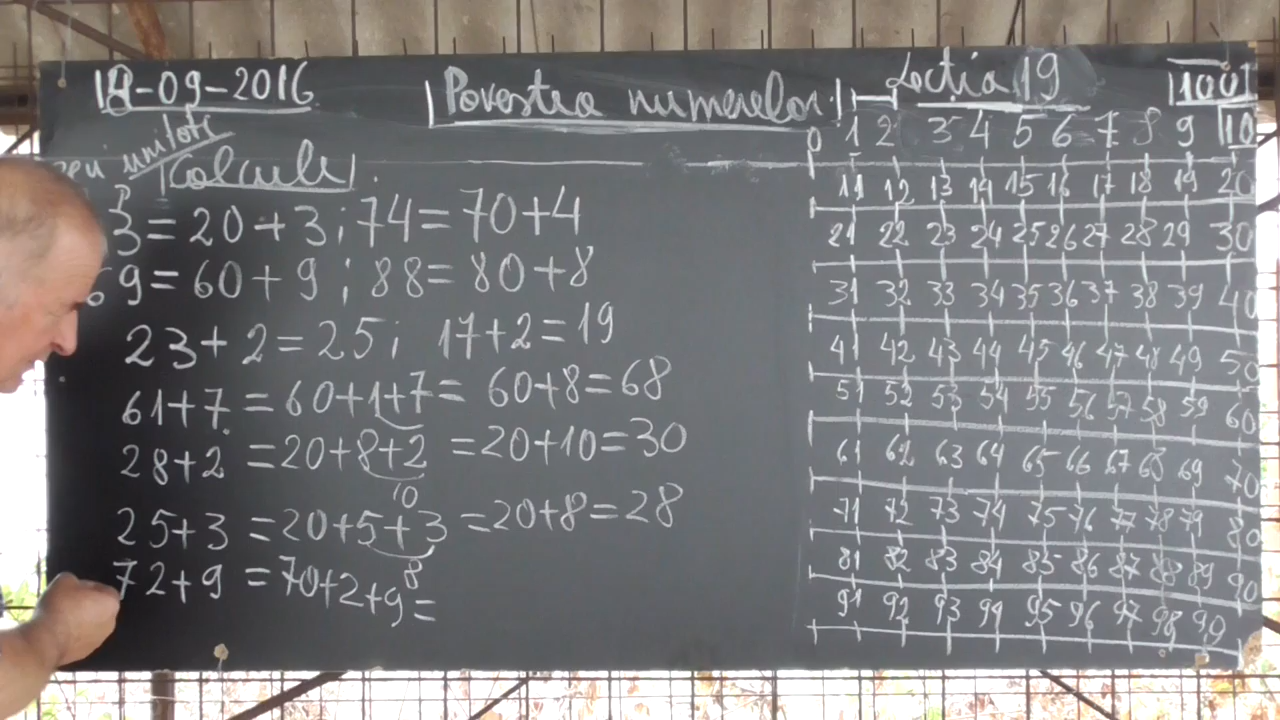 18-09-2016
Povestea numerelor
Lecția 19
100
zeci unitati
Calcule
3 = 20 + 3 ; 74 = 70 + 4
69 = 60 + 9 ; 88 = 80 + 8
23 + 2 = 25 ; 17 + 2 = 19
61 + 7 = 60 + 1 + 7 = 60 + 8 = 68
28 + 2 = 20 + 8 + 2 = 20 + 10 = 30
10
25 + 3 = 20 + 5 + 3 = 20 + 8 = 28
8
72 + 9 = 70 + 2 + 9 =
0 1 2 3 4 5 6 7 8 9 10
11 12 13 14 15 16 17 18 19 20
21 22 23 24 25 26 27 28 29 30
31 32 33 34 35 36 37 38 39 40
41 42 43 44 45 46 47 48 49 50
51 52 53 54 55 56 57 58 59 60
61 62 63 64 65 66 67 68 69 70
71 72 73 74 75 76 77 78 79 80
81 82 83 84 85 86 87 88 89 90
91 92 93 94 95 96 97 98 99